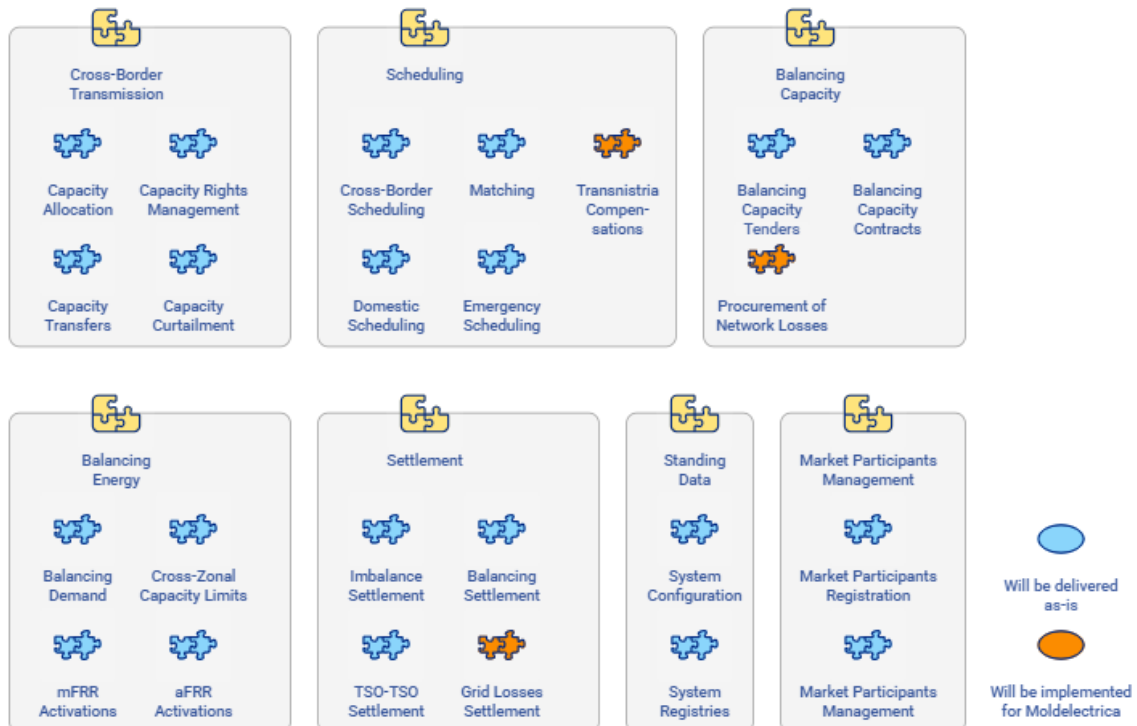 Cross-Border
Transmission
Capacity
Allocation
Capacity Rights
Management
Capacity
Transfers
Capacity
Curtailment
Scheduling
Cross-Border
Scheduling
Matching
Transnistria
Compen-
sations
Domestic
Scheduling
Emergency
Scheduling
Balancing
Capacity
Balancing
Capacity
Tenders
Balancing
Capacity
Contracts
Procurement of
Network Losses
Balancing
Energy
Balancing
Demand
Cross-Zonal
Capacity Limits
mFRR
Activations
aFRR
Activations
Settlement
Imbalance
Settlement
Balancing
Settlement
TSO-TSO
Settlement
Grid Losses
Settlement
Standing
Data
System
Configuration
System
Registries
Market Participants
Management
Market Participants
Registration
Market Participants
Management
Will be delivered
as-is
Will be implemented
for Moldelectrica